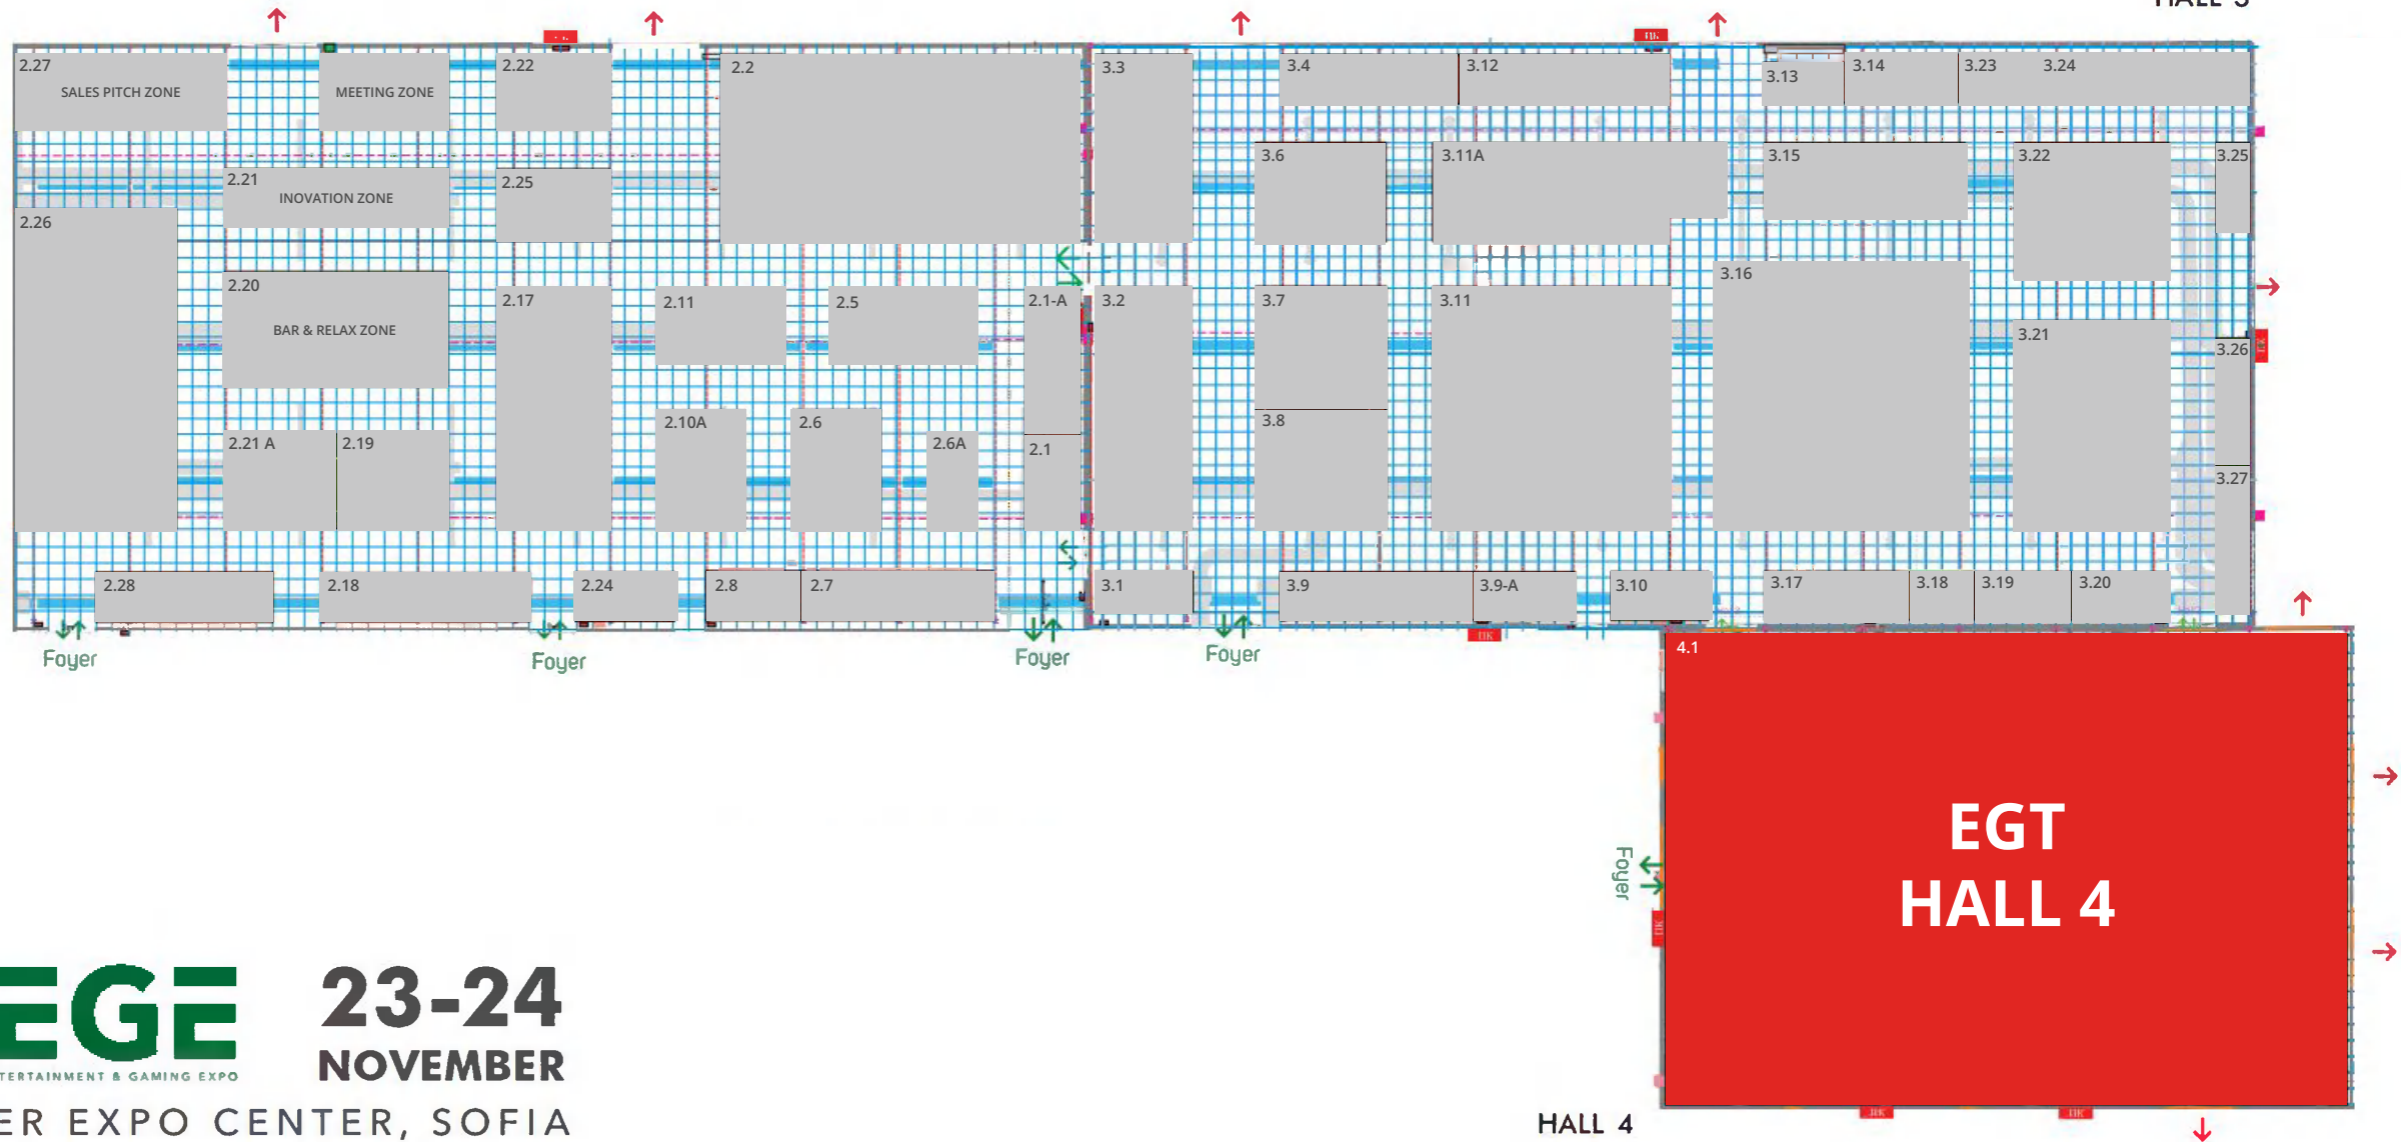 HALL 3
2.27
SALES PITCH ZONE
MEETING ZONE
2.22
2.2
3.3
3.4
3.12
3.13
3.14
3.23
3.24
2.21
INOVATION ZONE
2.25
3.6
3.11A
3.15
3.22
3.25
2.26
2.20
BAR & RELAX ZONE
2.17
2.11
2.5
2.1-A
3.2
3.7
3.11
3.16
3.21
3.26
2.21 A
2.19
2.10A
2.6
2.6A
2.1
3.8
3.27
2.28
2.18
2.24
2.8
2.7
3.1
3.9
3.9-A
3.10
3.17
3.18
3.19
3.20
Foyer
Foyer
Foyer
Foyer
ПК
4.1
EGT
HALL 4
Foyer
EGE
TERTAINMENT & GAMING EXPO
23-24
NOVEMBER
ER EXPO CENTER, SOFIA
HALL 4